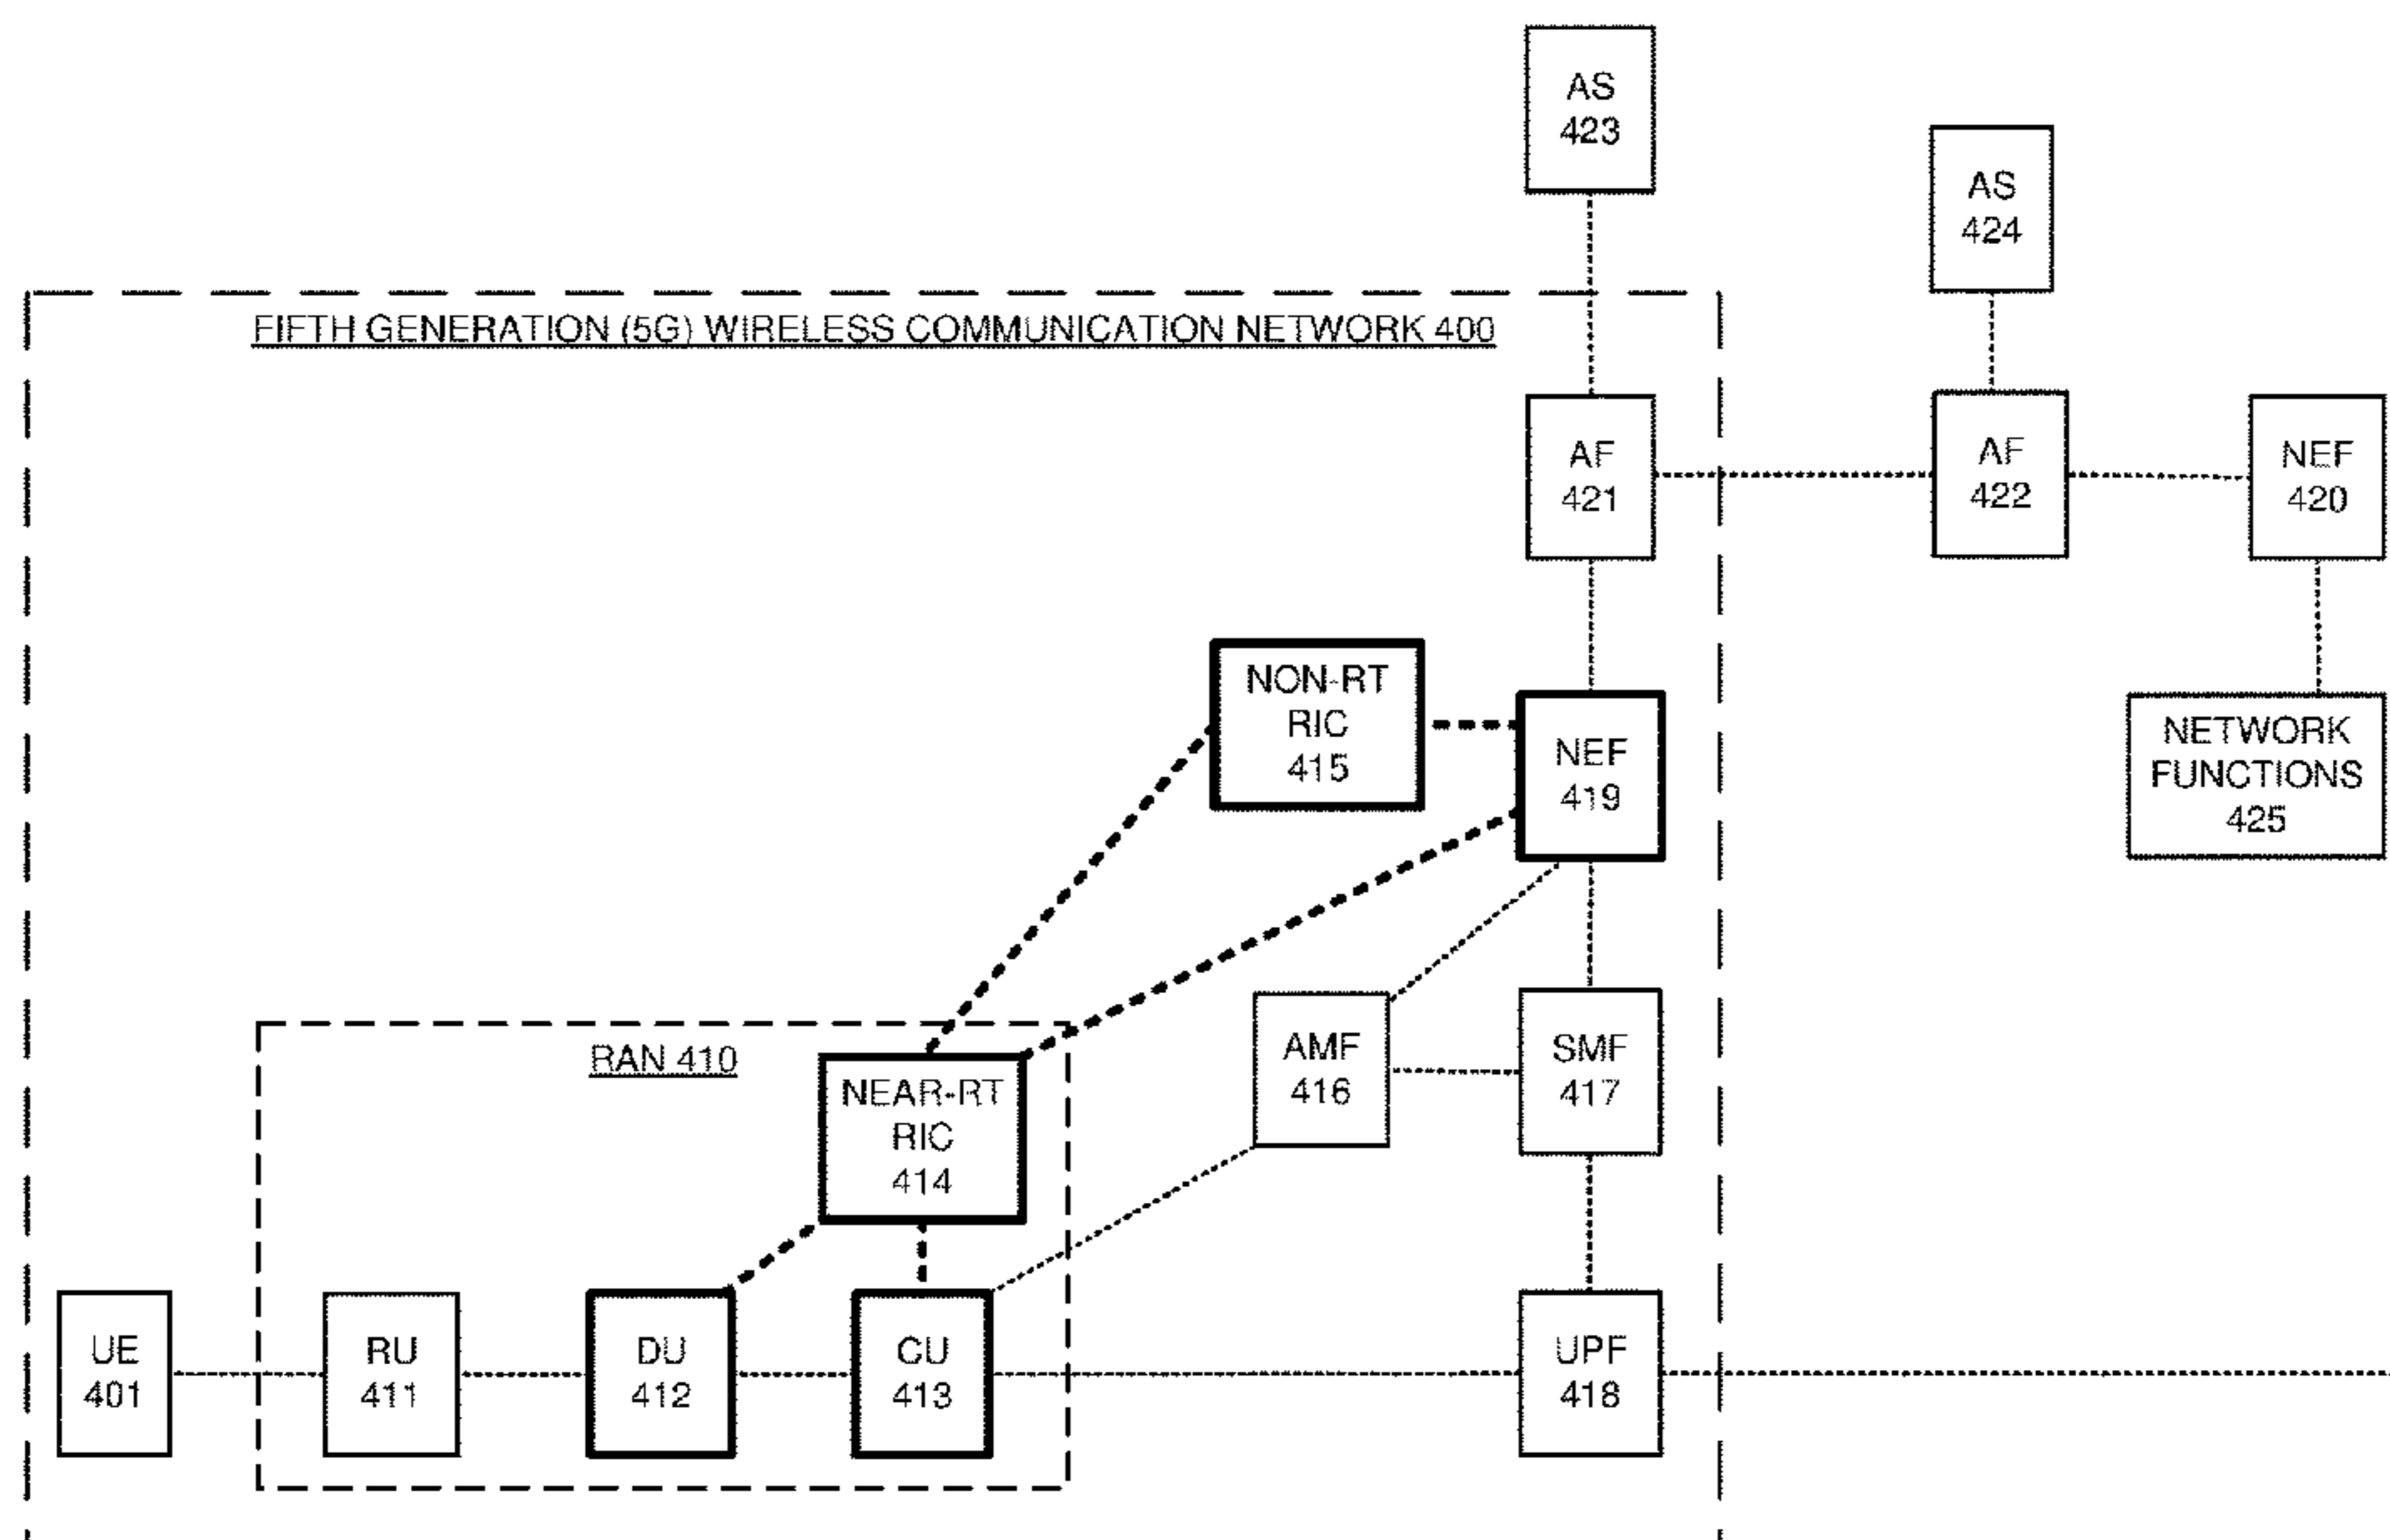 AS
423
AS
424
FIFTH GENERATION (5G) WIRELESS COMMUNICATION NETWORK 400
AF
421
AF
422
NEF
420
NON-RT
RIC
415
NEF
419
NETWORK
FUNCTIONS
425
RAN 410
NEAR-RT
RIC
414
AMF
416
SMF
417
UE
401
RU
411
DU
412
CU
413
UPF
418